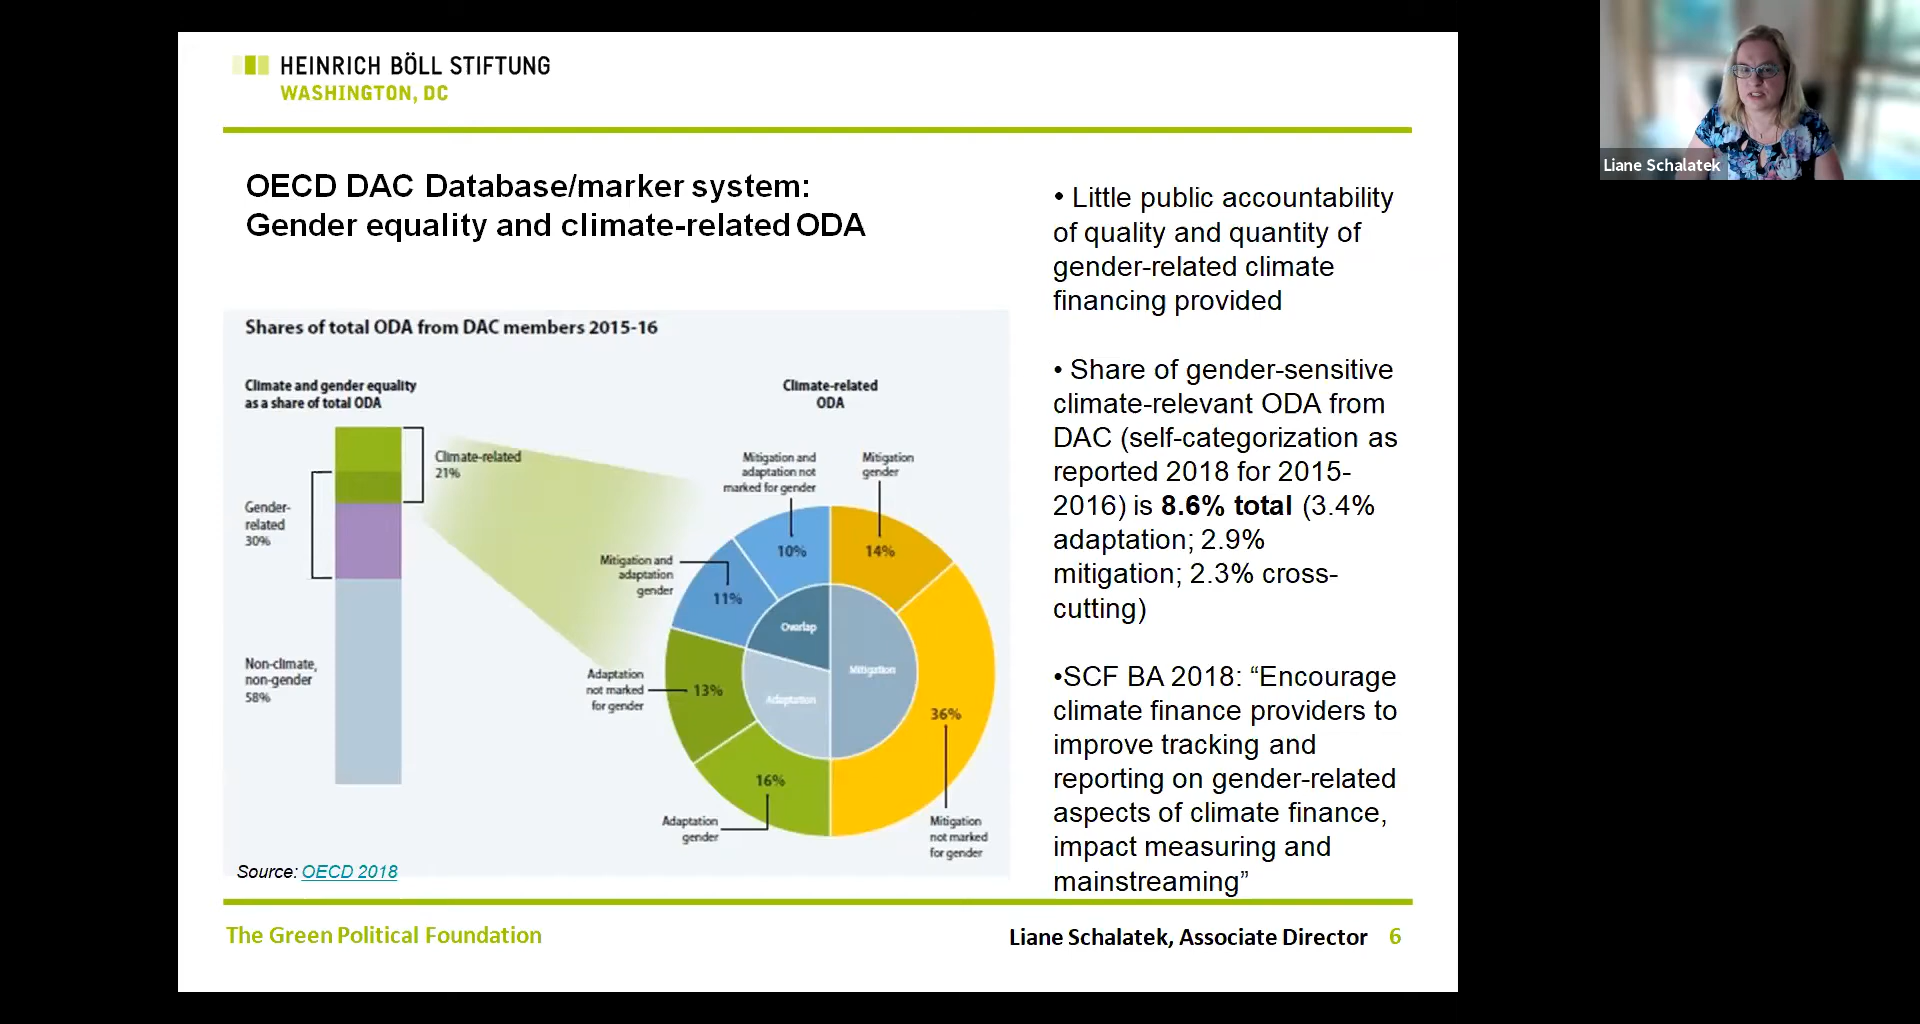 HEINRICH BÖLL STIFTUNG
WASHINGTON, DC
OECD DAC Database/marker system:
Gender equality and climate-related ODA
Shares of total ODA from DAC members 2015-16
Climate and gender equality
as a share of total ODA
Climate-related
21%
Gender-
related
30%
Non-climate,
non-gender
58%
Climate-related
ODA
Mitigation and
adaptation not
marked for gender
10%
Mitigation
gender
14%
Mitigation and
adaptation
gender
11%
Overlap
Mitigation
Adaptation
Adaptation
not marked
for gender
13%
36%
16%
Adaptation
gender
Mitigation
not marked
for gender
Source: OECD 2018
• Little public accountability
of quality and quantity of
gender-related climate
financing provided
• Share of gender-sensitive
climate-relevant ODA from
DAC (self-categorization as
reported 2018 for 2015-
2016) is 8.6% total (3.4%
adaptation; 2.9%
mitigation; 2.3% cross-
cutting)
•SCF BA 2018: “Encourage
climate finance providers to
improve tracking and
reporting on gender-related
aspects of climate finance,
impact measuring and
mainstreaming”
The Green Political Foundation
Liane Schalatek, Associate Director 6
Liane Schalatek